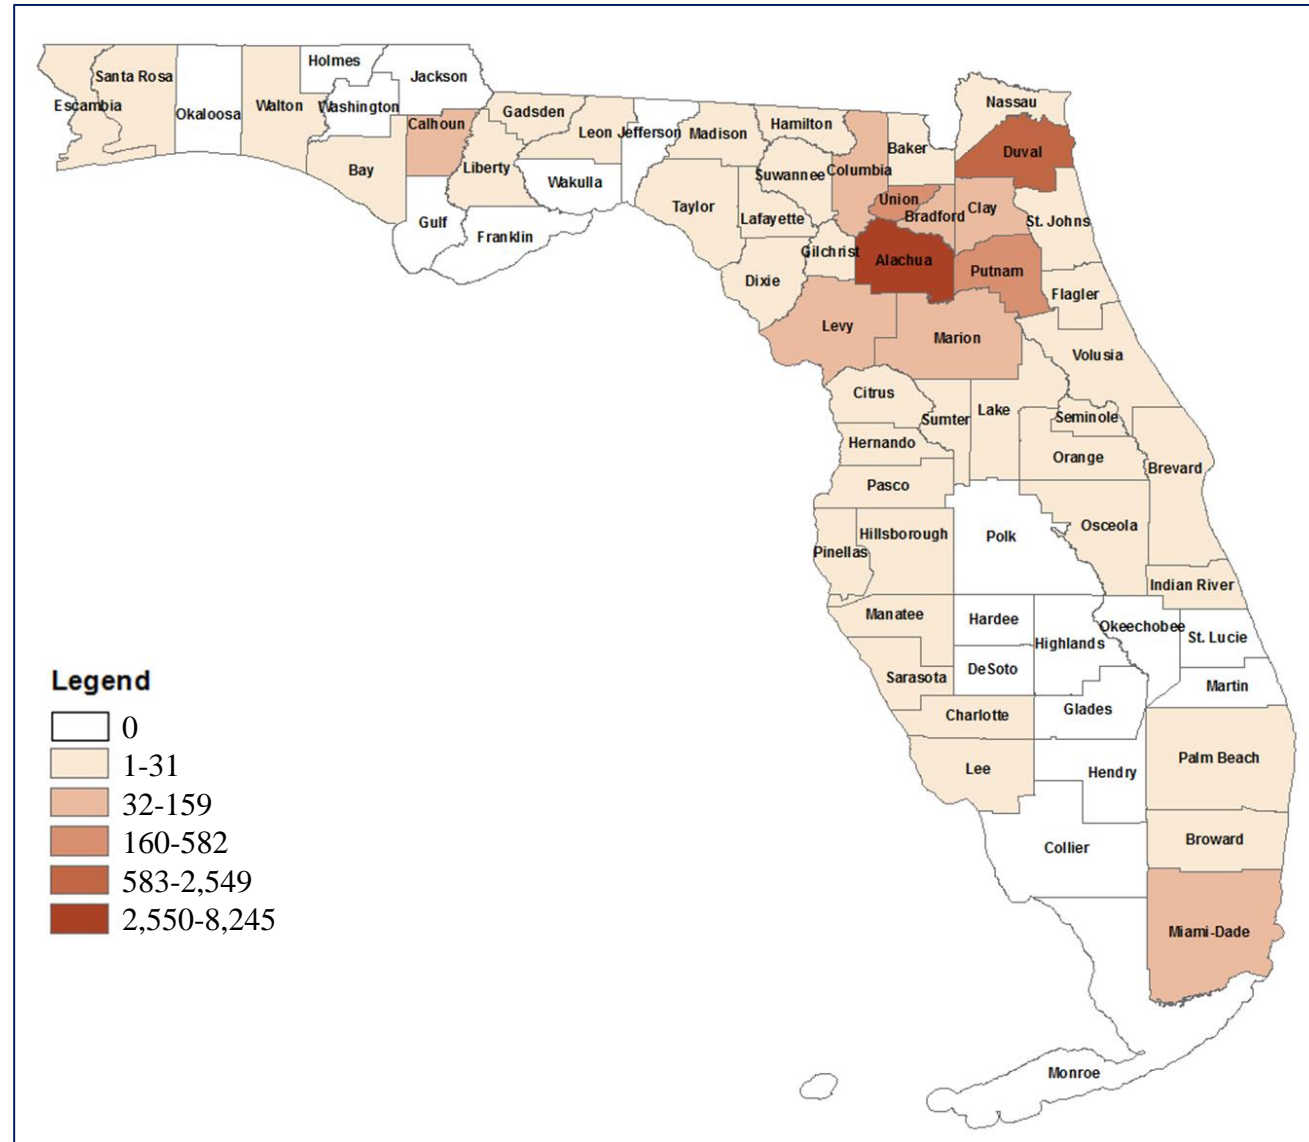 Holmes
Jackson
Santa Rosa
Escambia
Okaloosa
Walton
Washington
Calhoun
Gadsden
Leon
Jefferson
Madison
Hamilton
Nassau
Baker
Duval
Bay
Liberty
Wakulla
Suwannee
Columbia
Union
Bradford
Clay
Taylor
Lafayette
St. Johns
Gulf
Franklin
Gilchrist
Alachua
Putnam
Dixie
Flagler
Levy
Marion
Volusia
Citrus
Sumter
Lake
Seminole
Hernando
Orange
Brevard
Pasco
Osceola
Hillsborough
Polk
Pinellas
Indian River
Manatee
Hardee
Okeechobee
St. Lucie
Highlands
DeSoto
Sarasota
Martin
Glades
Charlotte
Palm Beach
Lee
Hendry
Broward
Collier
Miami-Dade
Monroe
Legend
0
1-31
32-159
160-582
583-2,549
2,550-8,245